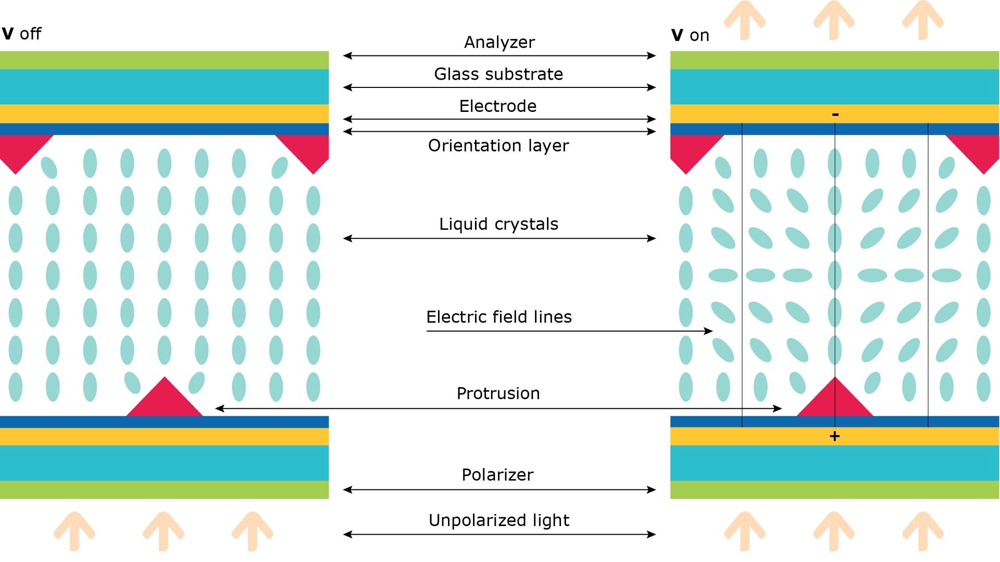 V off
V on
Analyzer
Glass substrate
Electrode
-
Orientation layer
Liquid crystals
Electric field lines
Protrusion
+
Polarizer
Unpolarized light